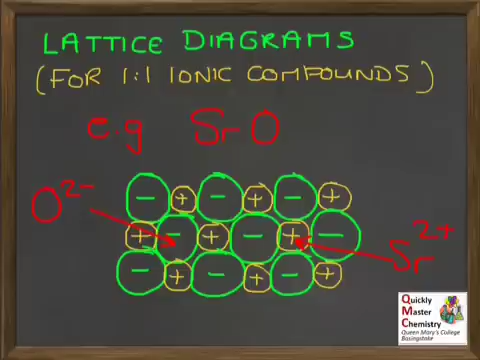 LATTICE DIAGRAMS
(FOR 1:1 IONIC COMPOUNDS)
e.g SrO
O2-
- + - + - +
+ - + - + -
- + - + - +
Sr2+
Quickly
Master
Chemistry
Queen Mary's College
Basingstoke